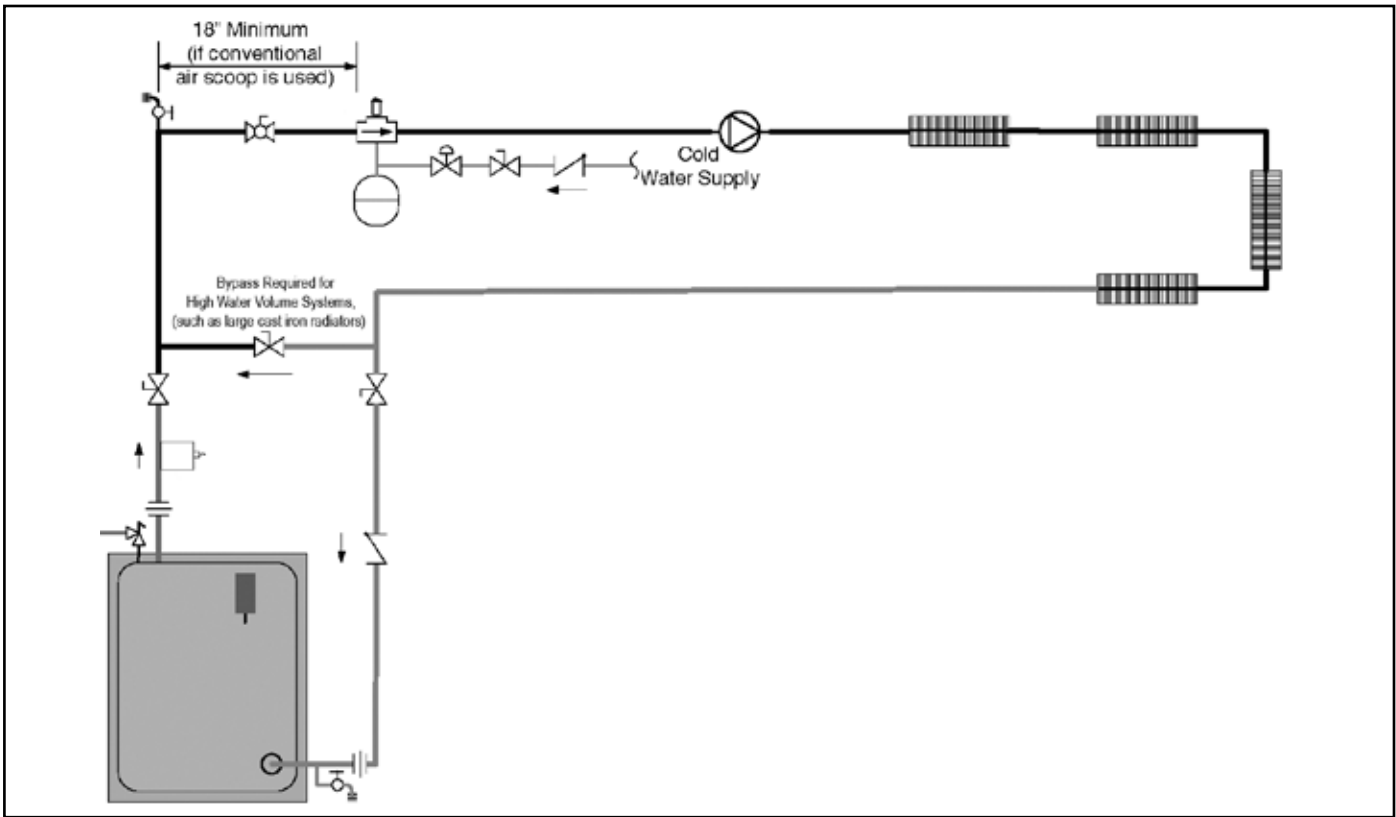 18" Minimum
(if conventional
air scoop is used)
Cold
Water Supply
Bypass Required for
High Water Volume Systems,
(such as large cast iron radiators)